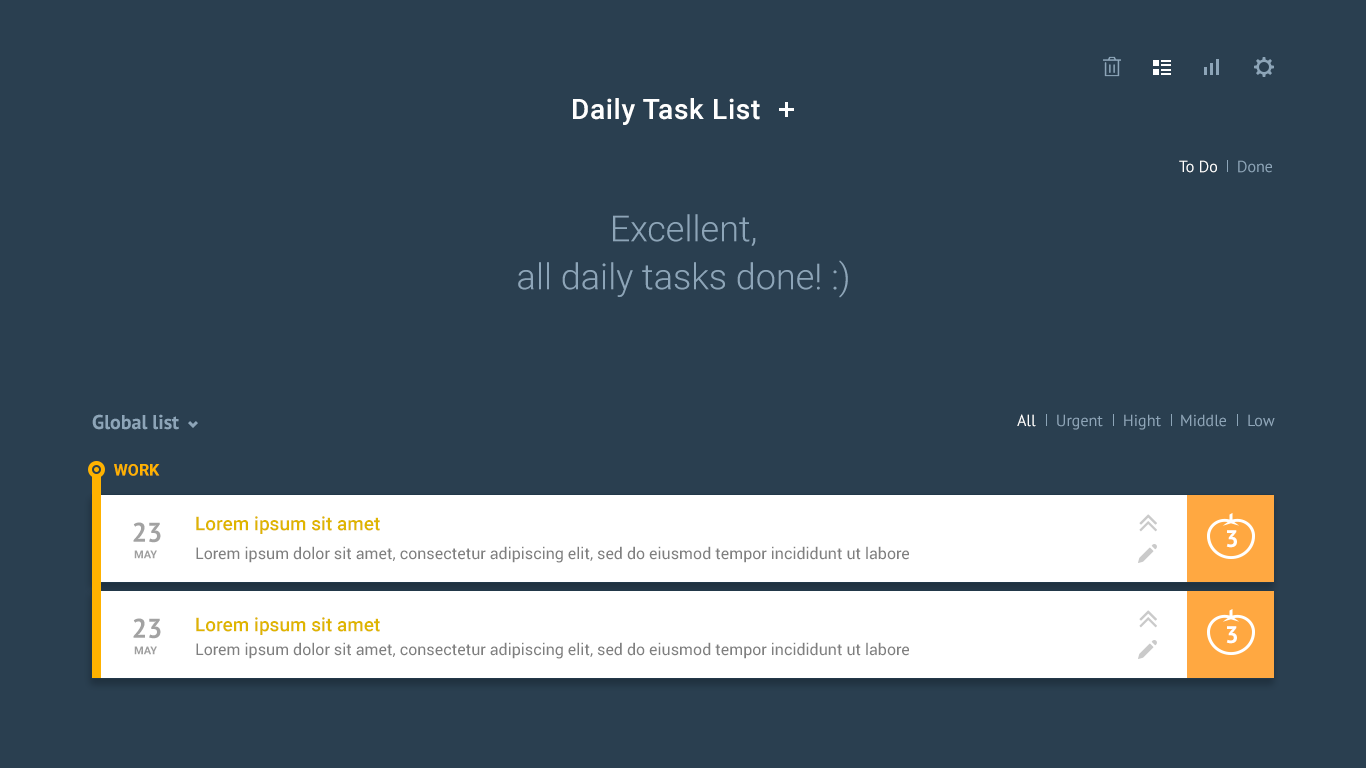 Daily Task List +
To Do | Done
Excellent,
all daily tasks done! :)
Global list
All | Urgent | Hight | Middle | Low
WORK
23
MAY
Lorem ipsum sit amet
Lorem ipsum dolor sit amet, consectetur adipiscing elit, sed do eiusmod tempor incididunt ut labore
3
23
MAY
Lorem ipsum sit amet
Lorem ipsum dolor sit amet, consectetur adipiscing elit, sed do eiusmod tempor incididunt ut labore
3